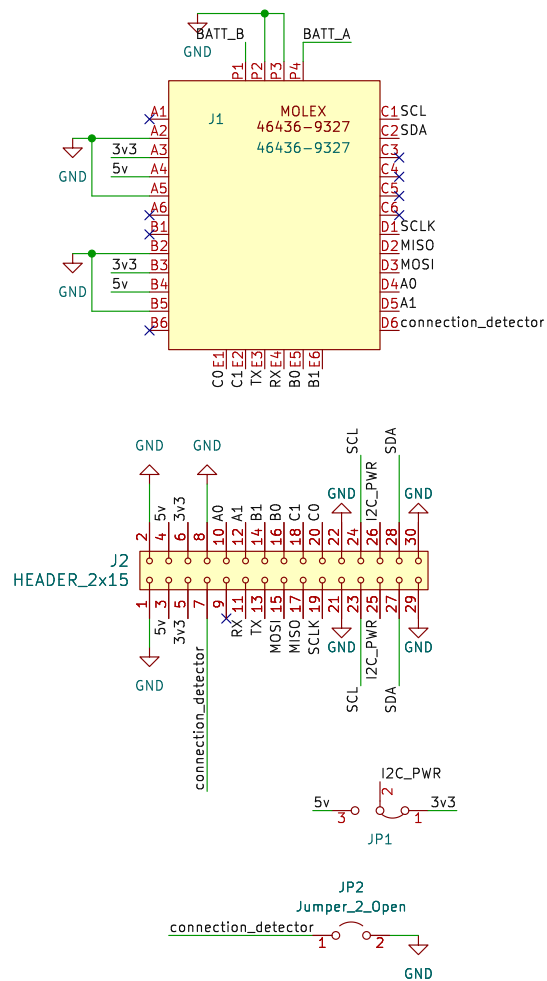 BATT_B
BATT_A
GND
P1
P2
P3
P4
J1
MOLEX
46436-9327
46436-9327
A1
A2
3v3
A3
5v
A4
A5
A6
GND
B1
B2
3v3
B3
5v
B4
B5
B6
GND
C1 SCL
C2 SDA
C3
C4
C5
C6
D1 SCLK
D2 MISO
D3 MOSI
D4 A0
D5 A1
D6 connection_detector
C0 E1
C1 E2
TX E3
RX E4
B0 E5
B1 E6
GND
GND
SCL
SDA
5v
3v3
A0
A1
B1
B0
C1
C0
GND
I2C_PWR
GND
2
4
6
8
10
12
14
16
18
20
22
24
26
28
30
J2
HEADER_2x15
1
3
5
7
9
11
13
15
17
19
21
23
25
27
29
5v
3v3
RX
TX
MOSI
MISO
SCLK
GND
I2C_PWR
GND
GND
connection_detector
SCL
SDA
I2C_PWR
2
5v
3v3
3
1
JP1
JP2
Jumper_2_Open
connection_detector
1
2
GND